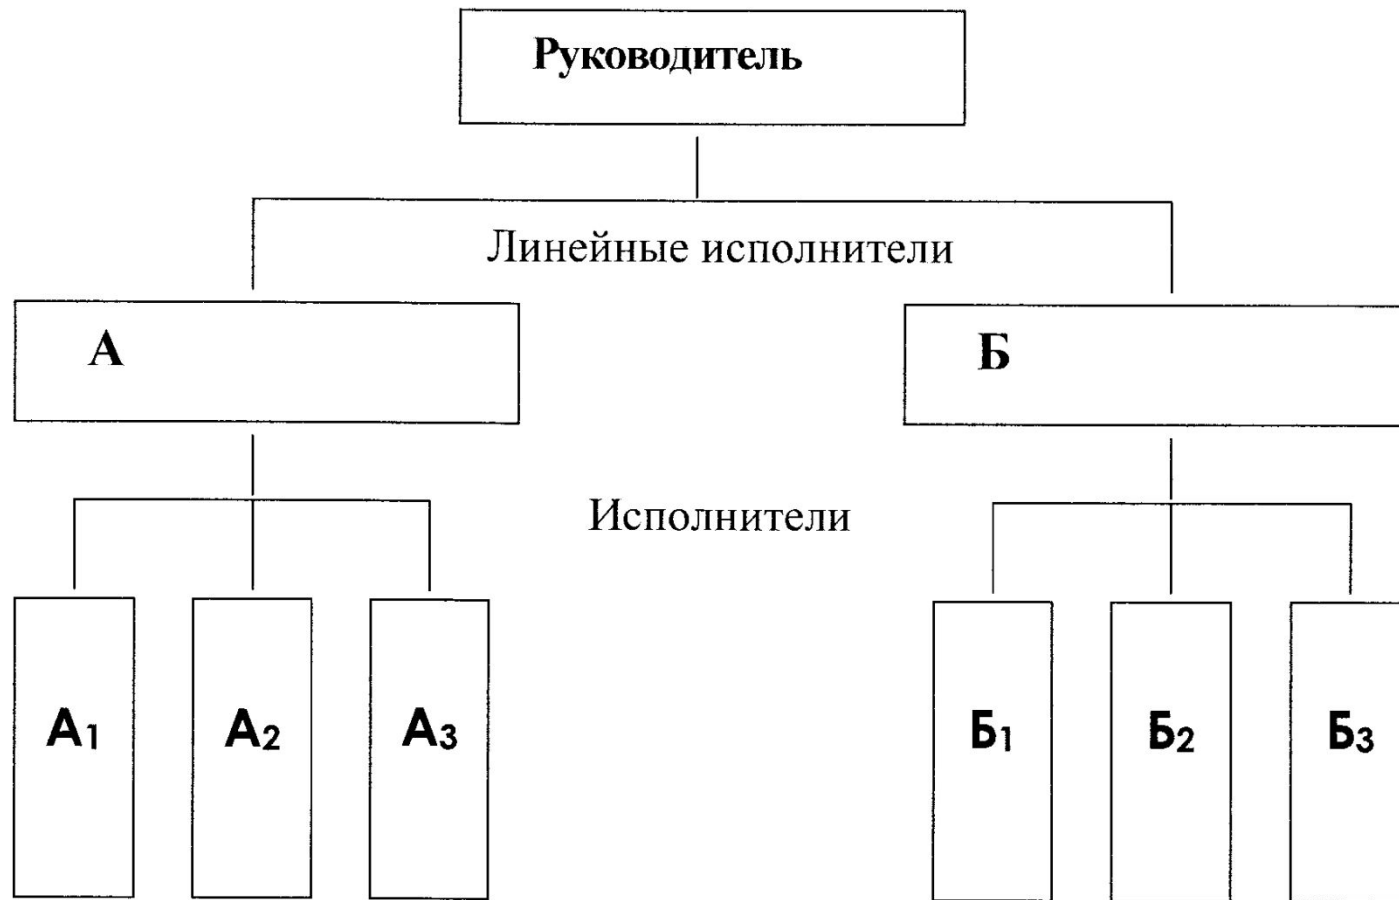 Руководитель
Линейные исполнители
А
Б
Исполнители
А1
А2
А3
Б1
Б2
Б3